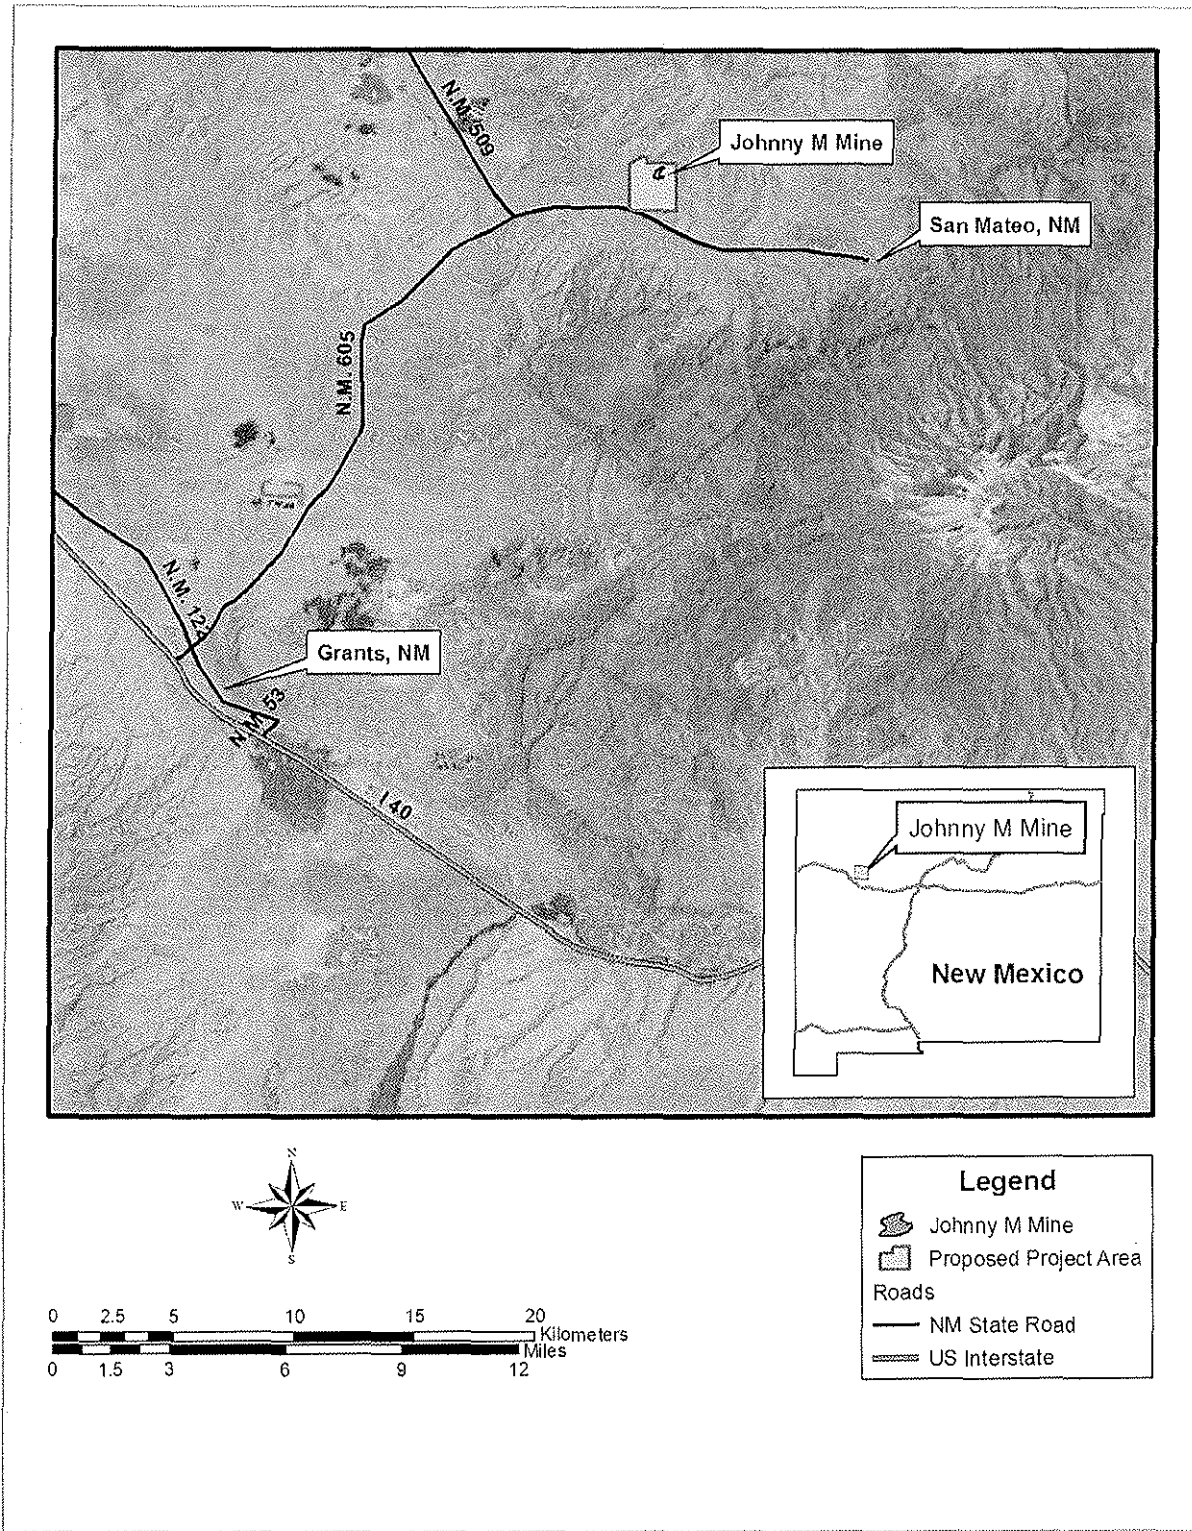 N.M. 509
Johnny M Mine
San Mateo, NM
N.M. 605
N.M. 122
Grants, NM
N.M. 53
I 40
Johnny M Mine
New Mexico
N
W E
S
Legend
Johnny M Mine
Proposed Project Area
Roads
NM State Road
US Interstate
0 2.5 5 10 15 20
Kilometers
Miles
0 1.5 3 6 9 12